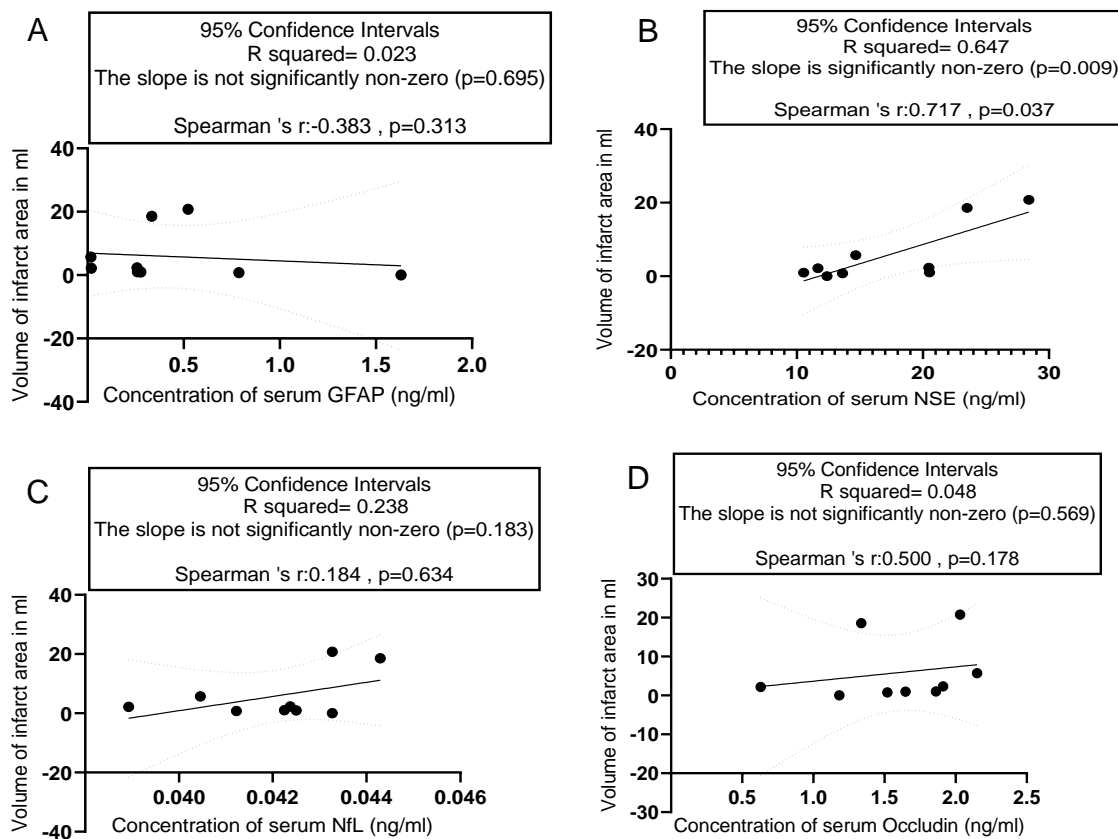 A
95% Confidence Intervals
R squared= 0.023
The slope is not significantly non-zero (p=0.695)
Spearman 's r:-0.383 , p=0.313
Volume of infarct area in ml
40
20
0
-20
-40
0.5
1.0
1.5
2.0
Concentration of serum GFAP (ng/ml)
B
95% Confidence Intervals
R squared= 0.647
The slope is significantly non-zero (p=0.009)
Spearman 's r:0.717 , p=0.037
Volume of infarct area in ml
40
20
0
-20
0
10
20
30
Concentration of serum NSE (ng/ml)
C
95% Confidence Intervals
R squared= 0.238
The slope is not significantly non-zero (p=0.183)
Spearman 's r:0.184 , p=0.634
Volume of infarct area in ml
40
20
0
-20
-40
0.040
0.042
0.044
0.046
Concentration of serum NfL (ng/ml)
D
95% Confidence Intervals
R squared= 0.048
The slope is not significantly non-zero (p=0.569)
Spearman 's r:0.500 , p=0.178
Volume of infarct area in ml
30
20
10
0
-10
-20
-30
0.5
1.0
1.5
2.0
2.5
Concentration of serum Occludin (ng/ml)